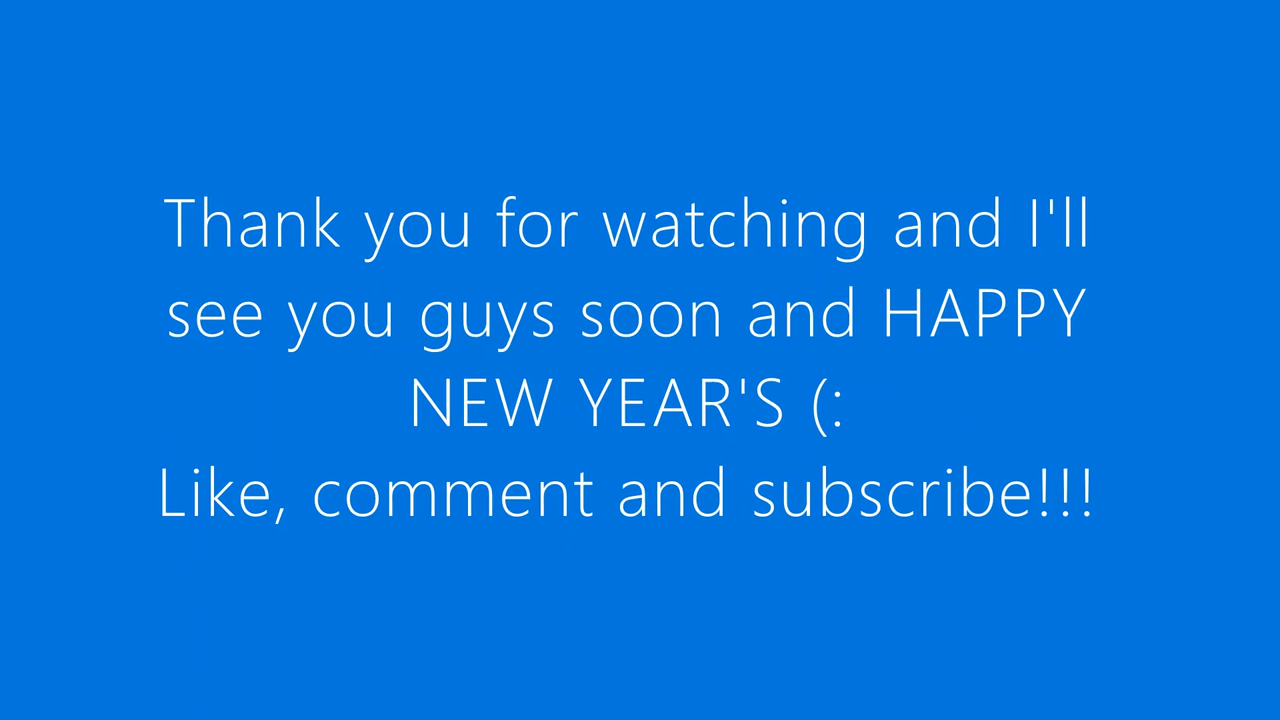 Thank you for watching and I'll
see you guys soon and HAPPY
NEW YEAR'S (:
Like, comment and subscribe!!!